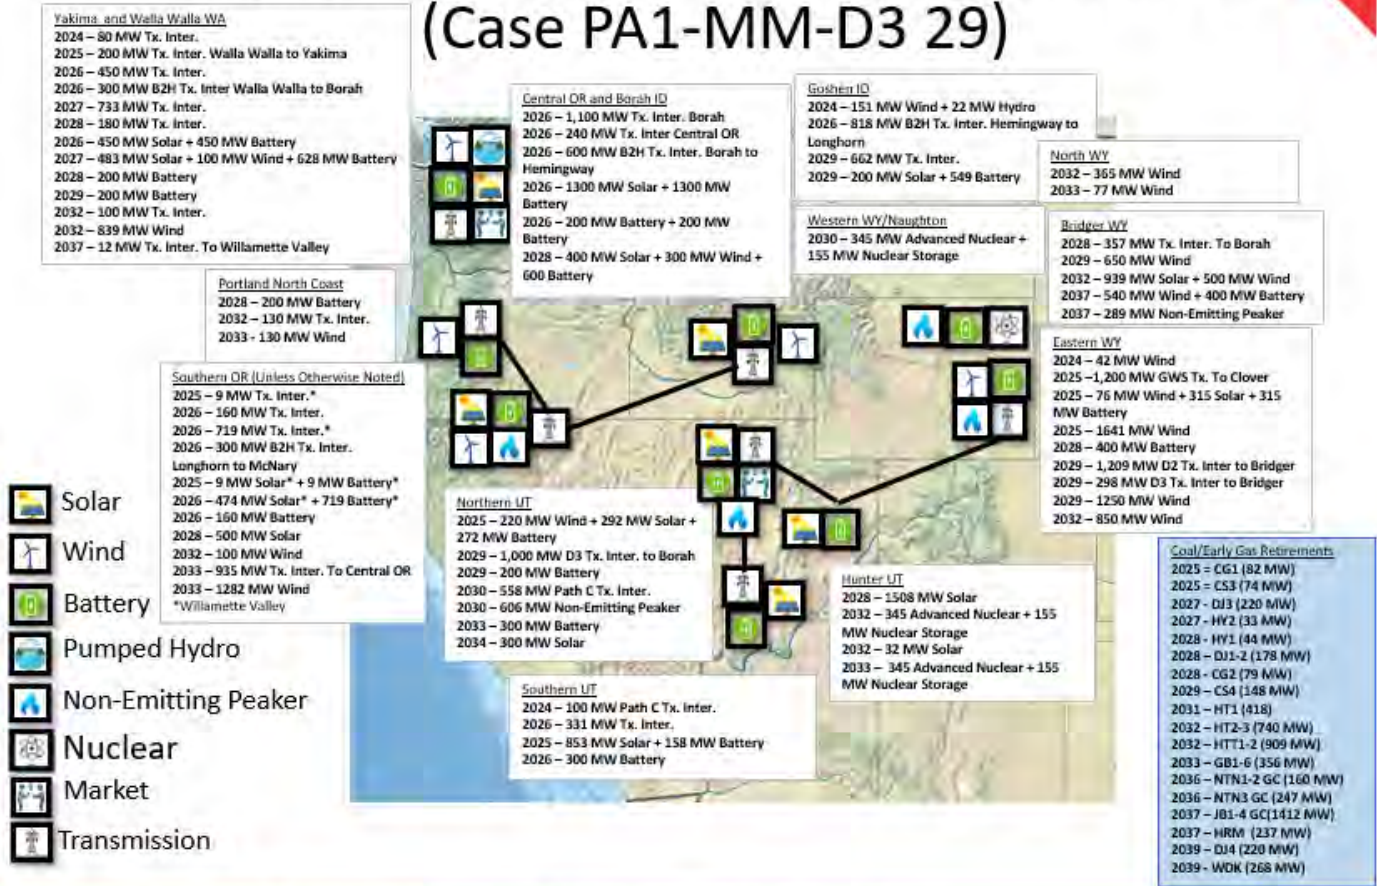 (Case PA1-MM-D3 29)
Yakima and Walla Walla WA
2024 – 80 MW Tx. Inter.
2025 – 200 MW Tx. Inter. Walla Walla to Yakima
2026 – 450 MW Tx. Inter.
2026 – 300 MW B2H Tx. Inter Walla Walla to Borah
2027 – 733 MW Tx. Inter.
2028 – 180 MW Tx. Inter.
2026 – 450 MW Solar + 450 MW Battery
2027 – 483 MW Solar + 100 MW Wind + 628 MW Battery
2028 – 200 MW Battery
2029 – 200 MW Battery
2032 – 100 MW Tx. Inter.
2032 – 839 MW Wind
2037 – 12 MW Tx. Inter. To Willamette Valley
Central OR and Borah ID
2026 – 1,100 MW Tx. Inter. Borah
2026 – 240 MW Tx. Inter Central OR
2026 – 600 MW B2H Tx. Inter. Borah to
Hemingway
2026 – 1300 MW Solar + 1300 MW
Battery
2026 – 200 MW Battery + 200 MW
Battery
2028 – 400 MW Solar + 300 MW Wind +
600 Battery
Goshen ID
2024 – 151 MW Wind + 22 MW Hydro
2026 – 818 MW B2H Tx. Inter. Hemingway to
Longhorn
2029 – 662 MW Tx. Inter.
2029 – 200 MW Solar + 549 Battery
North WY
2032 – 365 MW Wind
2033 – 77 MW Wind
Western WY/Naughton
2030 – 345 MW Advanced Nuclear +
155 MW Nuclear Storage
Bridger WY
2028 – 357 MW Tx. Inter. To Borah
2029 – 650 MW Wind
2032 – 939 MW Solar + 500 MW Wind
2037 – 540 MW Wind + 400 MW Battery
2037 – 289 MW Non-Emitting Peaker
Portland North Coast
2028 – 200 MW Battery
2032 – 130 MW Tx. Inter.
2033 - 130 MW Wind
Eastern WY
2024 – 42 MW Wind
2025 –1,200 MW GWS Tx. To Clover
2025 – 76 MW Wind + 315 Solar + 315
MW Battery
2025 – 1641 MW Wind
2028 – 400 MW Battery
2029 – 1,209 MW D2 Tx. Inter to Bridger
2029 – 298 MW D3 Tx. Inter to Bridger
2029 – 1250 MW Wind
2032 – 850 MW Wind
Southern OR (Unless Otherwise Noted)
2025 – 9 MW Tx. Inter.*
2026 – 160 MW Tx. Inter.
2026 – 719 MW Tx. Inter.*
2026 – 300 MW B2H Tx. Inter.
Longhorn to McNary
2025 – 9 MW Solar* + 9 MW Battery*
2026 – 474 MW Solar* + 719 Battery*
2026 – 160 MW Battery
2028 – 500 MW Solar
2032 – 100 MW Wind
2033 – 935 MW Tx. Inter. To Central OR
2033 – 1282 MW Wind
*Willamette Valley
Northern UT
2025 – 220 MW Wind + 292 MW Solar +
272 MW Battery
2029 – 1,000 MW D3 Tx. Inter. to Borah
2029 – 200 MW Battery
2030 – 558 MW Path C Tx. Inter.
2030 – 606 MW Non-Emitting Peaker
2033 – 300 MW Battery
2034 – 300 MW Solar
Hunter UT
2028 – 1508 MW Solar
2032 – 345 Advanced Nuclear + 155
MW Nuclear Storage
2032 – 32 MW Solar
2033 – 345 Advanced Nuclear + 155
MW Nuclear Storage
Southern UT
2024 – 100 MW Path C Tx. Inter.
2026 – 331 MW Tx. Inter.
2025 – 853 MW Solar + 158 MW Battery
2026 – 300 MW Battery
Solar
Wind
Battery
Pumped Hydro
Non-Emitting Peaker
Nuclear
Market
Transmission
Coal/Early Gas Retirements
2025 = CG1 (82 MW)
2025 = CS3 (74 MW)
2027 - DJ3 (220 MW)
2027 - HY2 (33 MW)
2028 - HY1 (44 MW)
2028 – DJ1-2 (178 MW)
2028 - CG2 (79 MW)
2029 – CS4 (148 MW)
2031 – HT1 (418)
2032 – HT2-3 (740 MW)
2032 – HTT1-2 (909 MW)
2033 – GB1-6 (356 MW)
2036 – NTN1-2 GC (160 MW)
2036 – NTN3 GC (247 MW)
2037 – JB1-4 GC(1412 MW)
2037 – HRM (237 MW)
2039 – DJ4 (220 MW)
2039 - WDK (268 MW)